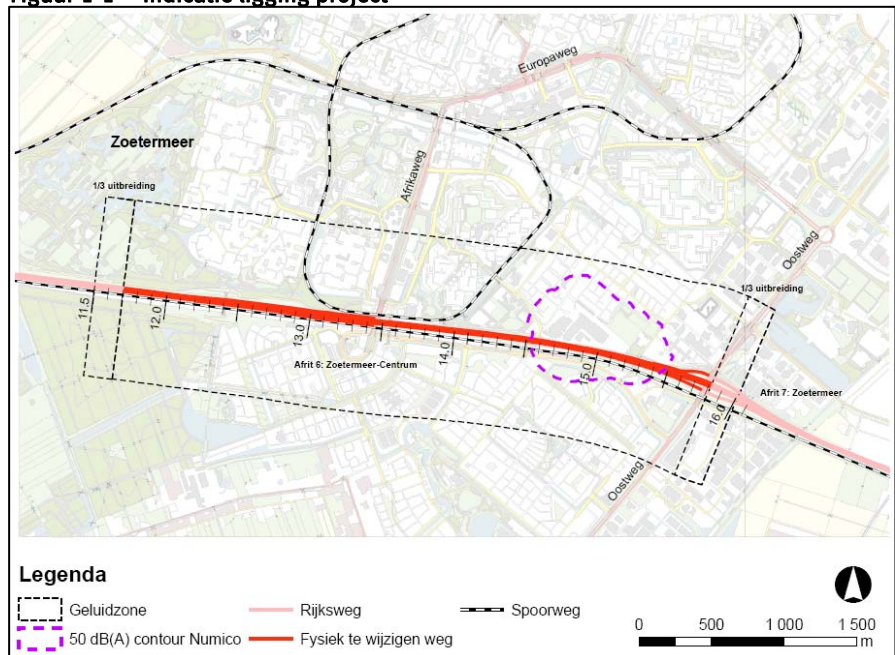 Figuur 1-1 Indicatie ligging project
Europaweg
Zoetermeer
Afrikaweg
1/3 uitbreiding
Oostweg
1/3 uitbreiding
11.5
12.0
13.0
14.0
Afrit 6: Zoetermeer-Centrum
15.0
Afrit 7: Zoetermeer
16.0
Oostweg
Legenda
Geluidzone
Rijksweg
Spoorweg
50 dB(A) contour Numico
Fysiek te wijzigen weg
0 500 1 000 1 500
m